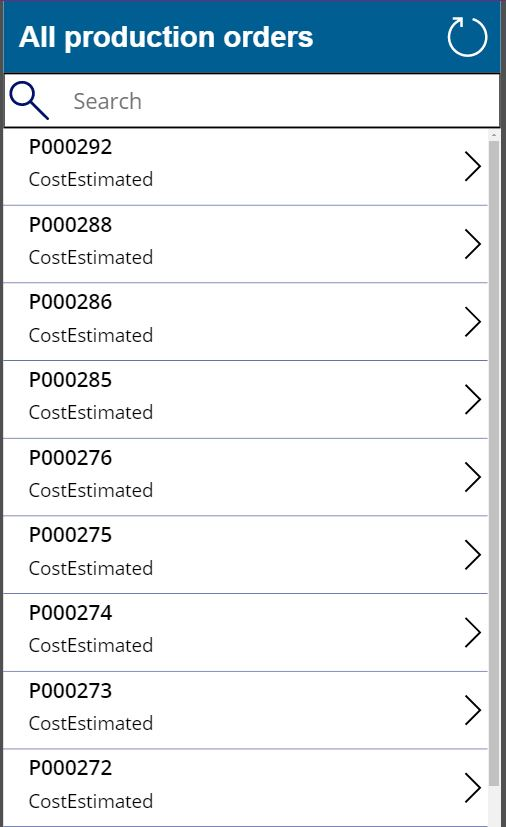 All production orders
Search
P000292
CostEstimated
P000288
CostEstimated
P000286
CostEstimated
P000285
CostEstimated
P000276
CostEstimated
P000275
CostEstimated
P000274
CostEstimated
P000273
CostEstimated
P000272
CostEstimated